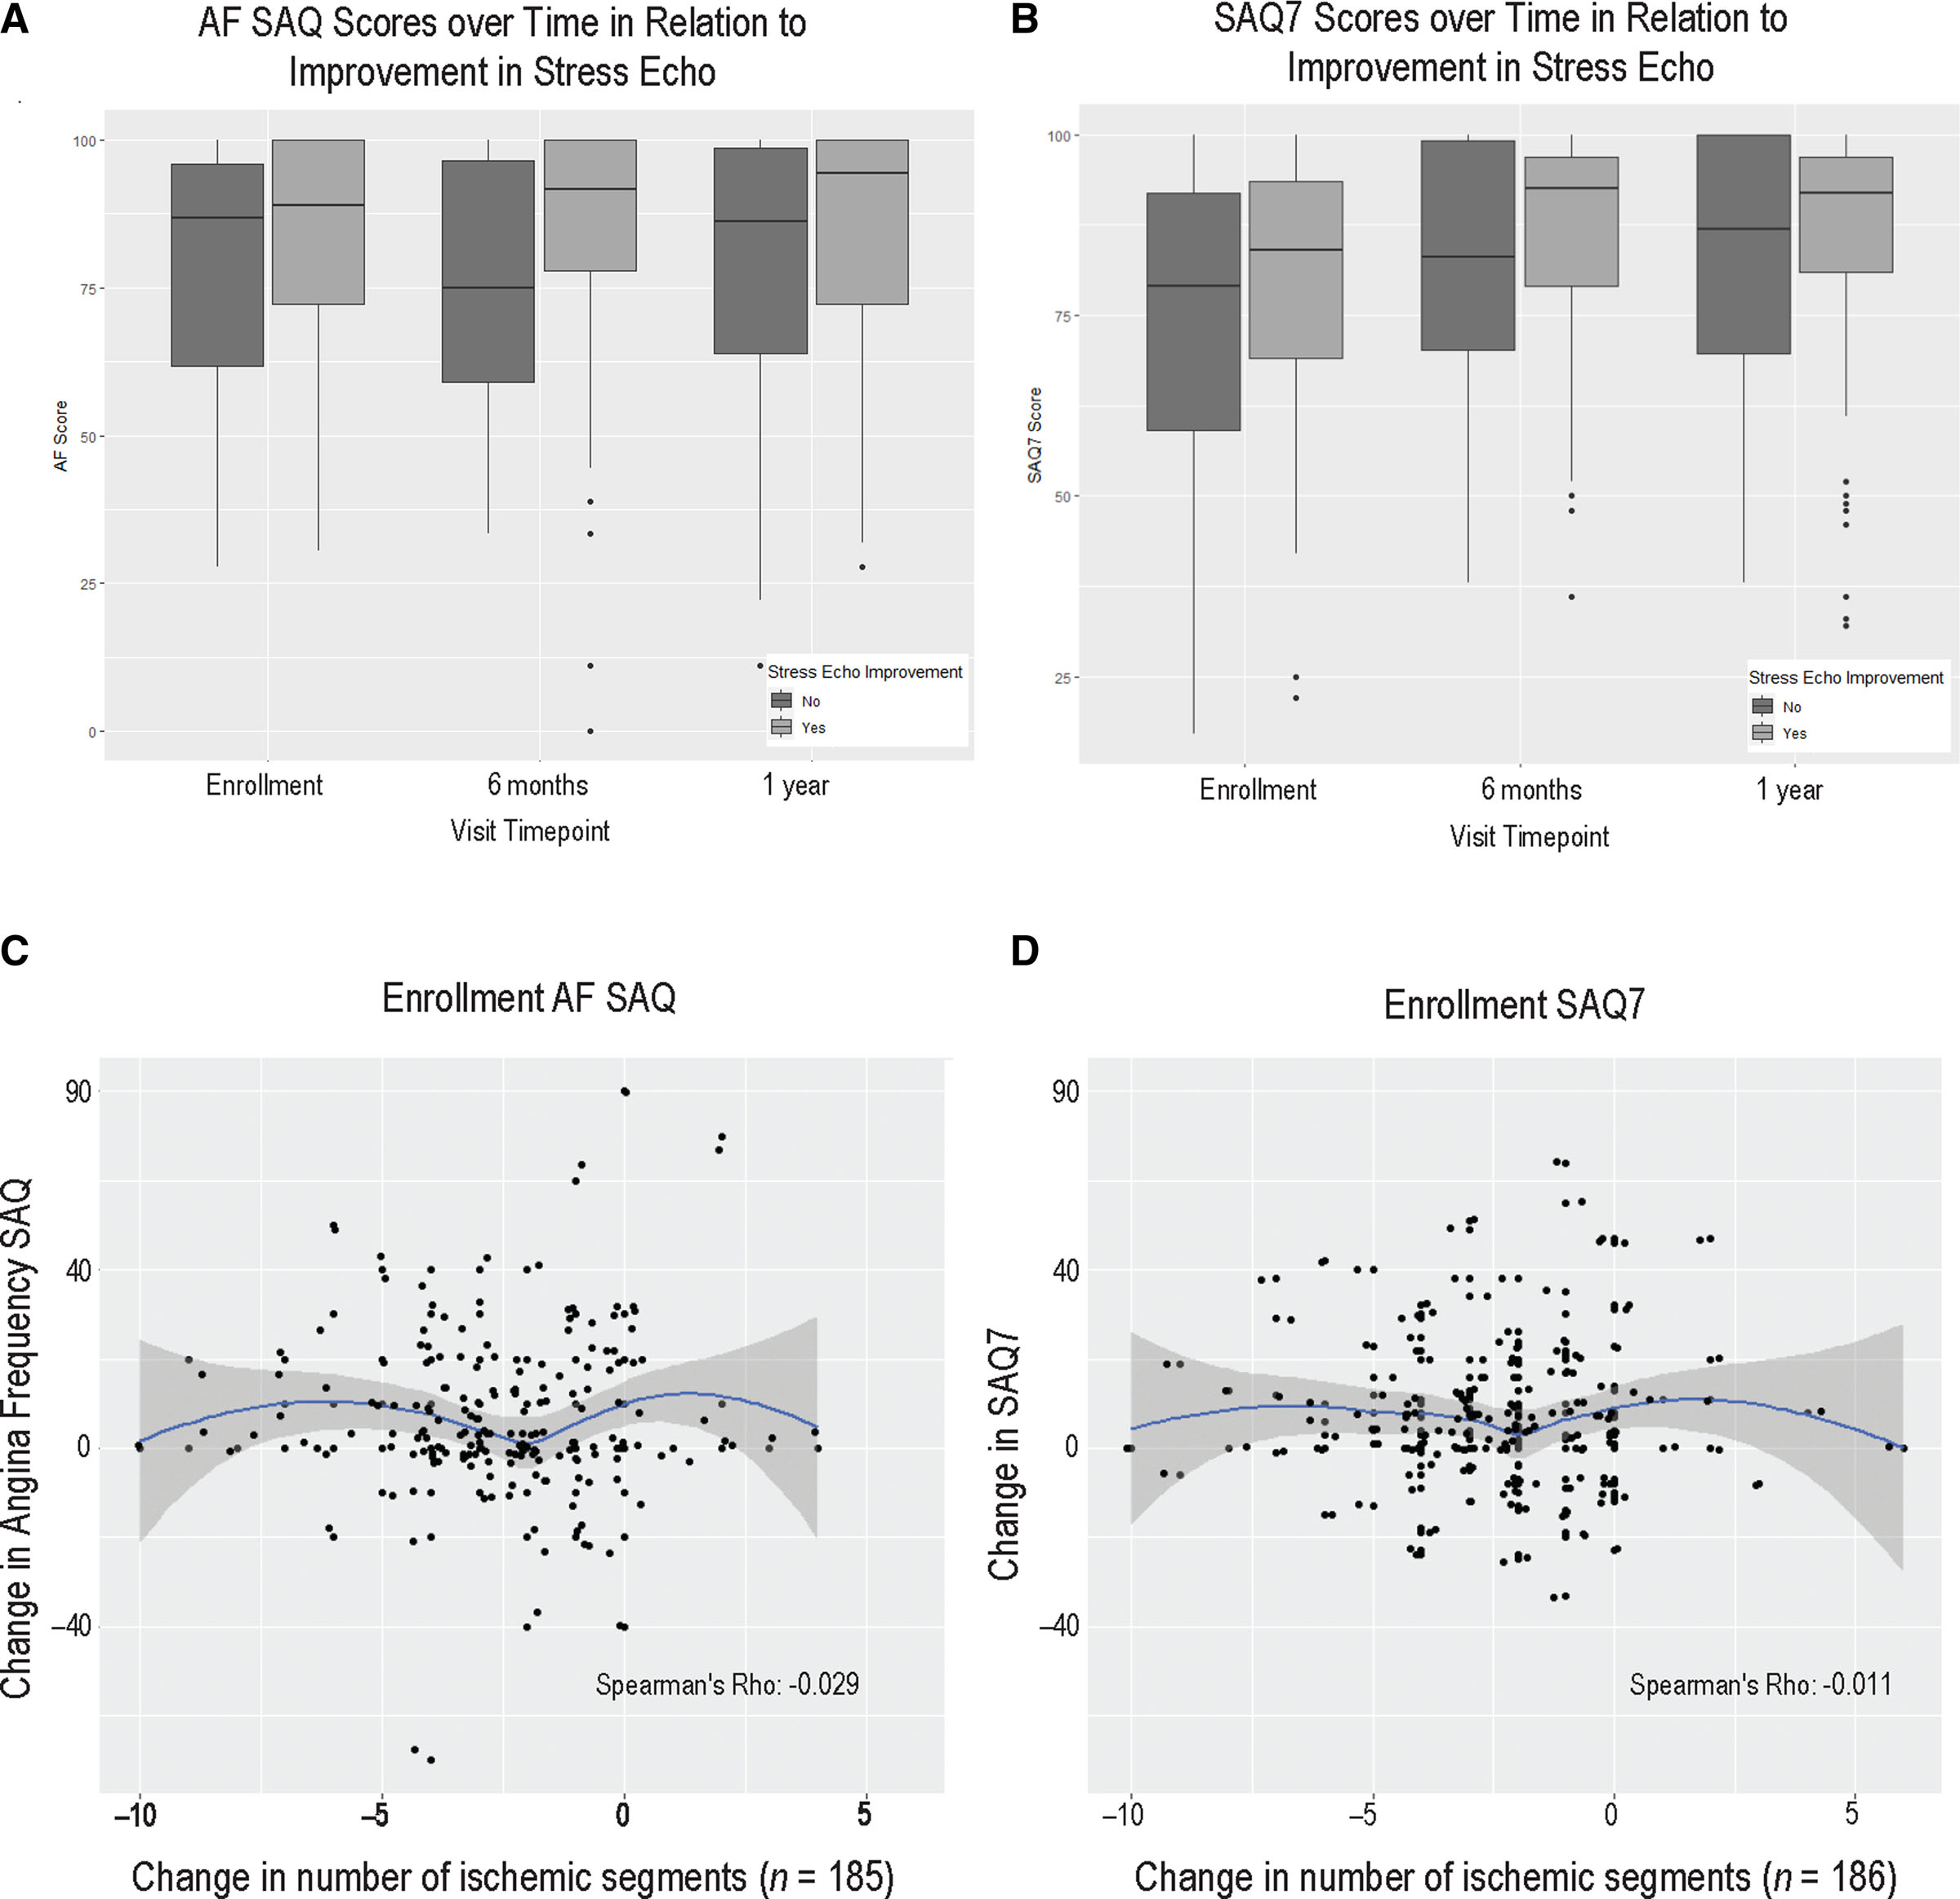 A
AF SAQ Scores over Time in Relation to
Improvement in Stress Echo
AF Score
100
75
50
25
0
Stress Echo Improvement
No
Yes
Enrollment
6 months
1 year
Visit Timepoint
B
SAQ7 Scores over Time in Relation to
Improvement in Stress Echo
SAQ7 Score
100
75
50
25
Stress Echo Improvement
No
Yes
Enrollment
6 months
1 year
Visit Timepoint
C
Enrollment AF SAQ
Change in Angina Frequency SAQ
90
40
0
–40
Spearman's Rho: -0.029
–10
–5
0
5
Change in number of ischemic segments (n = 185)
D
Enrollment SAQ7
Change in SAQ7
90
40
0
–40
Spearman's Rho: -0.011
–10
–5
0
5
Change in number of ischemic segments (n = 186)